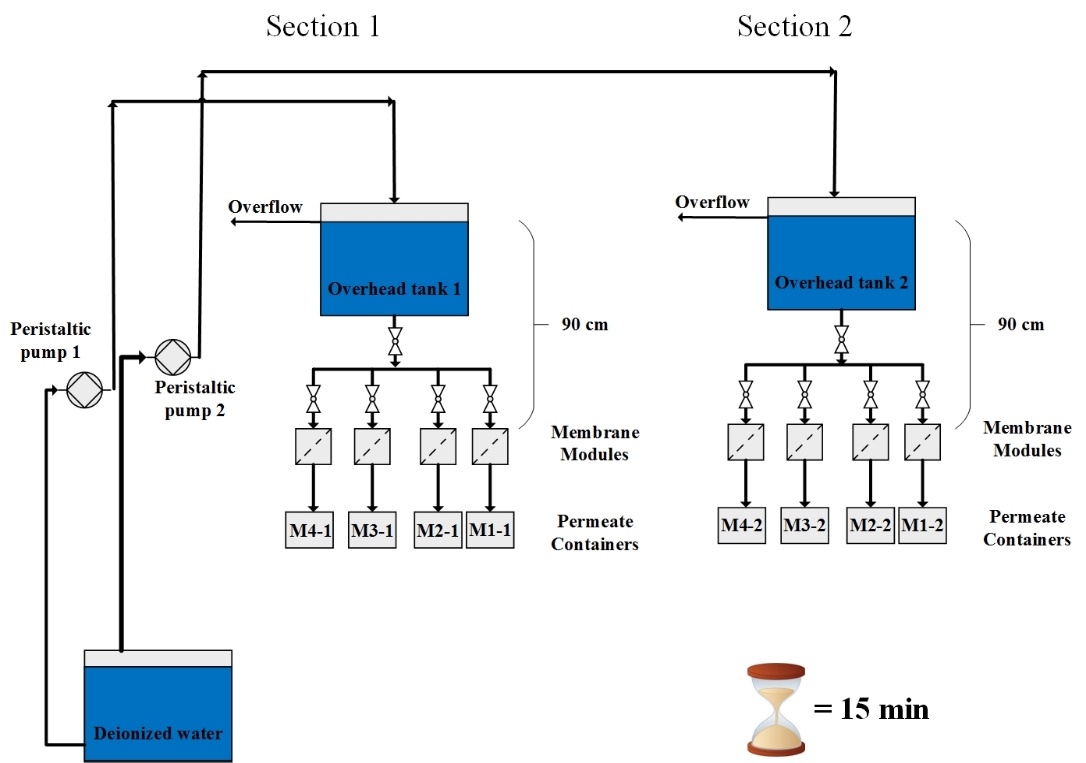 Section 1
Section 2
Overflow
Overhead tank 1
90 cm
Overflow
Overhead tank 2
90 cm
Peristaltic
pump 1
Peristaltic
pump 2
Membrane
Modules
Membrane
Modules
M4-1
M3-1
M2-1
M1-1
Permeate
Containers
M4-2
M3-2
M2-2
M1-2
Permeate
Containers
Deionized water
= 15 min